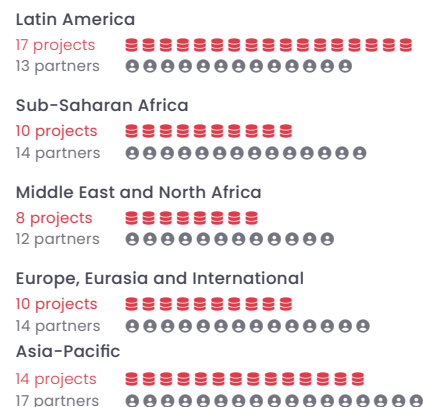 Latin America
17 projects
13 partners
Sub-Saharan Africa
10 projects
14 partners
Middle East and North Africa
8 projects
12 partners
Europe, Eurasia and International
10 projects
14 partners
Asia-Pacific
14 projects
17 partners